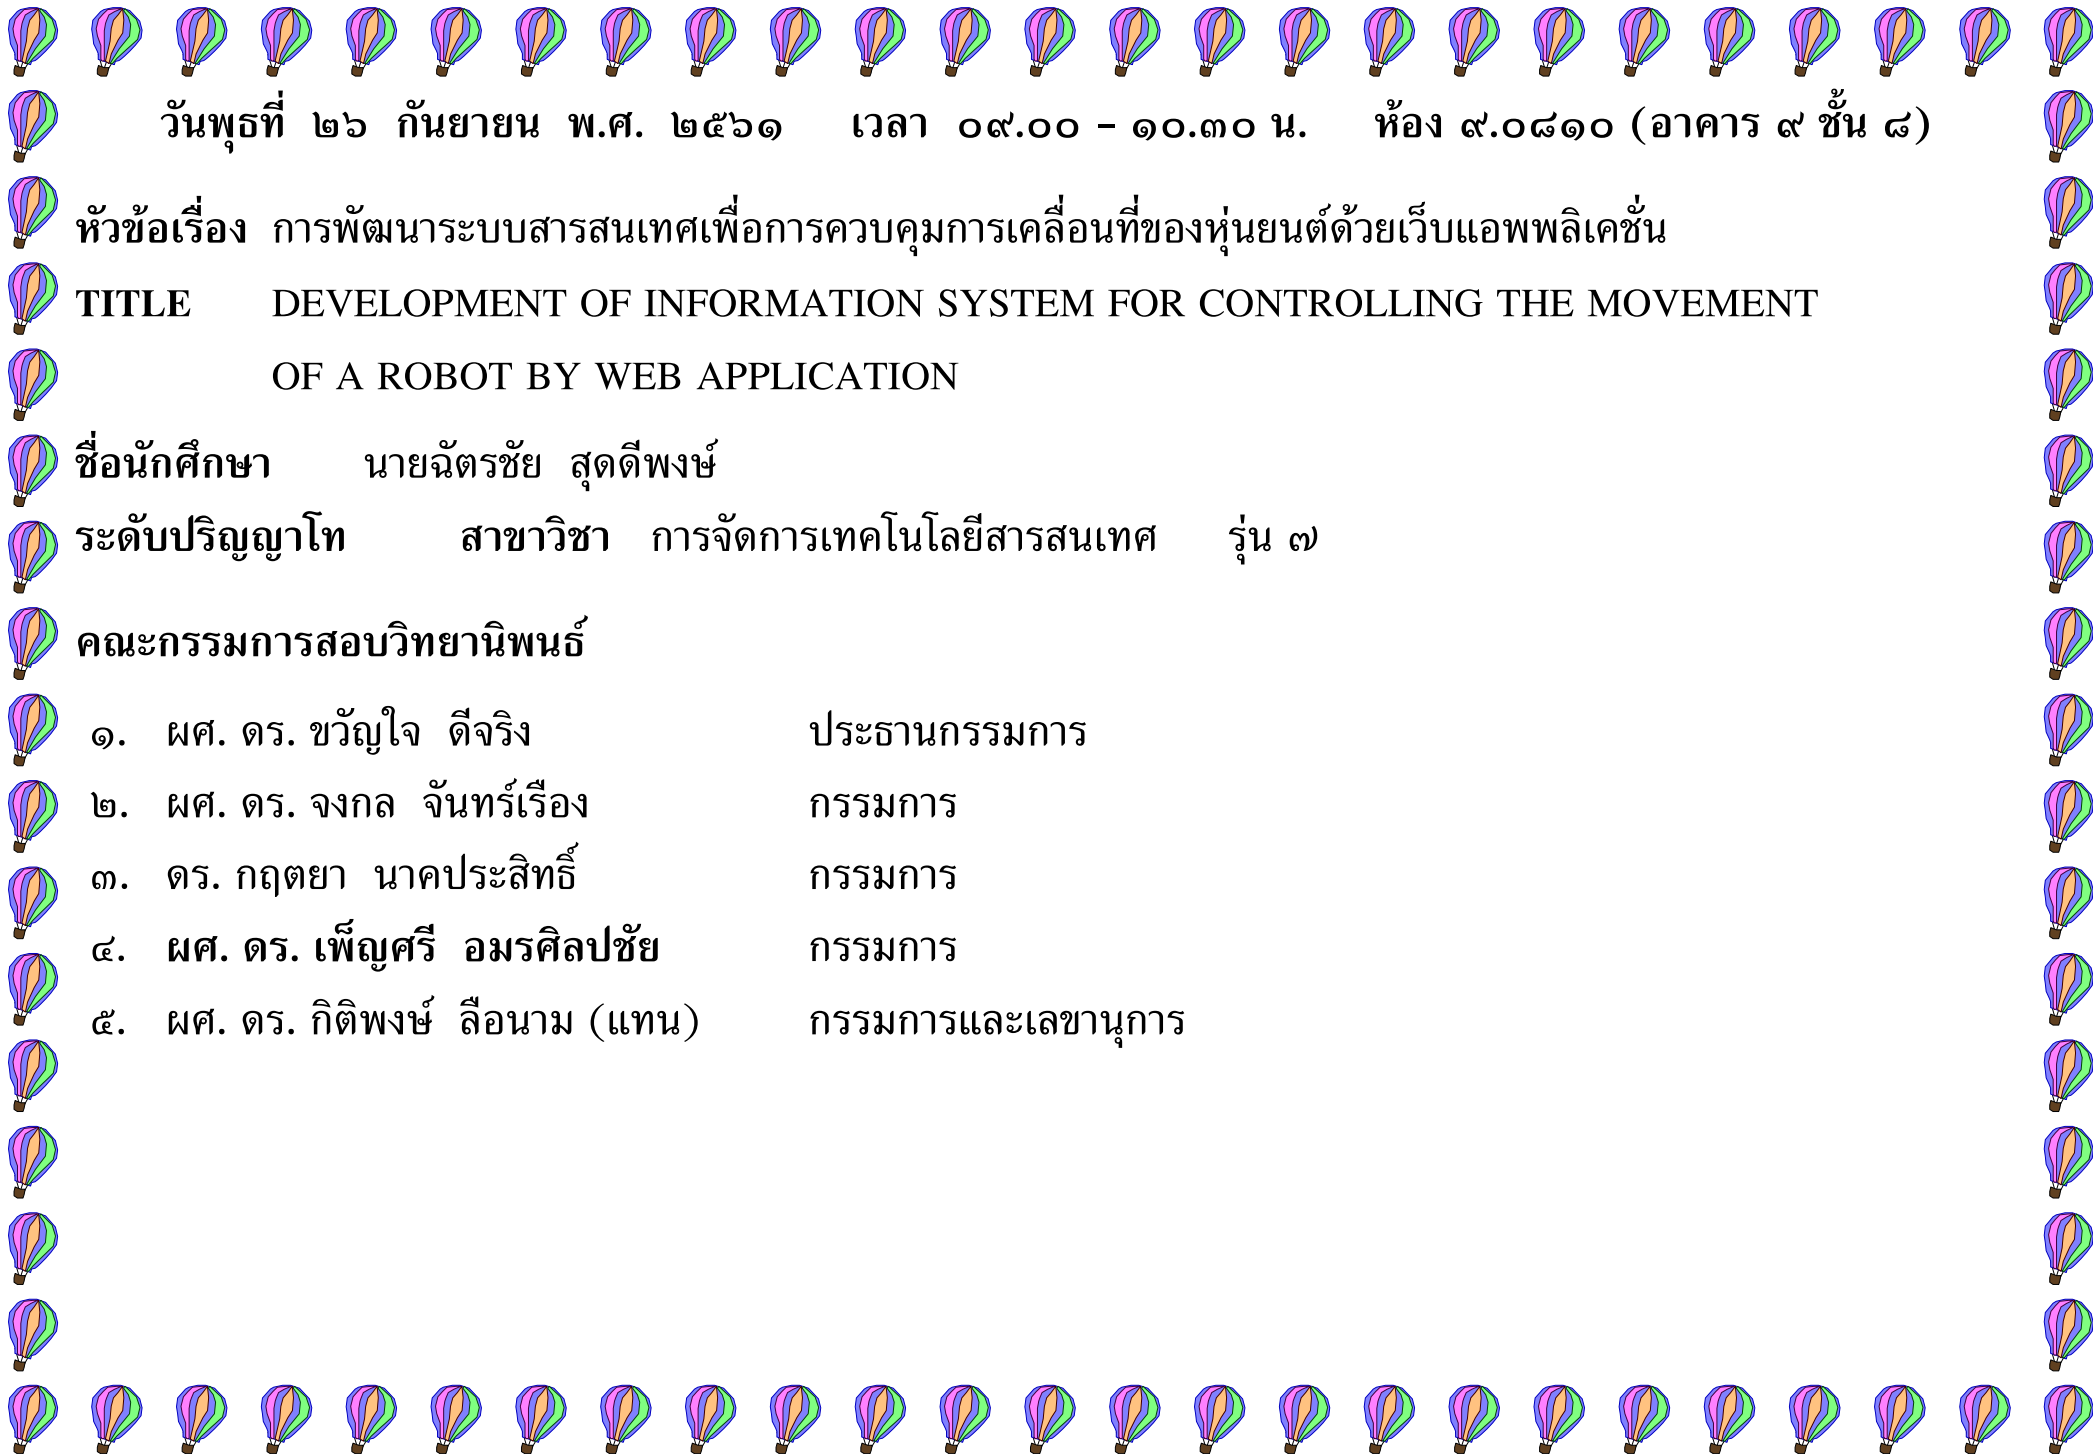 วันพุธที่ ๒๖ กันยายน พ.ศ. ๒๕๖๑ เวลา ๐๙.๐๐ – ๑๐.๓๐ น. ห้อง ๙.๐๘๑๐ (อาคาร ๙ ชั้น ๘)
หัวข้อเรื่อง การพัฒนาระบบสารสนเทศเพื่อการควบคุมการเคลื่อนที่ของหุ่นยนต์ด้วยเว็บแอพพลิเคชั่น
TITLE DEVELOPMENT OF INFORMATION SYSTEM FOR CONTROLLING THE MOVEMENT
OF A ROBOT BY WEB APPLICATION
ชื่อนักศึกษา นายฉัตรชัย สุดดีพงษ์
ระดับปริญญาโท สาขาวิชา การจัดการเทคโนโลยีสารสนเทศ รุ่น ๗
คณะกรรมการสอบวิทยานิพนธ์
๑. ผศ. ดร. ขวัญใจ ดีจริง ประธานกรรมการ
๒. ผศ. ดร. จงกล จันทร์เรือง กรรมการ
๓. ดร. กฤตยา นาคประสิทธิ์ กรรมการ
๔. ผศ. ดร. เพ็ญศรี อมรศิลปชัย กรรมการ
๕. ผศ. ดร. กิติพงษ์ ลือนาม (แทน) กรรมการและเลขานุการ